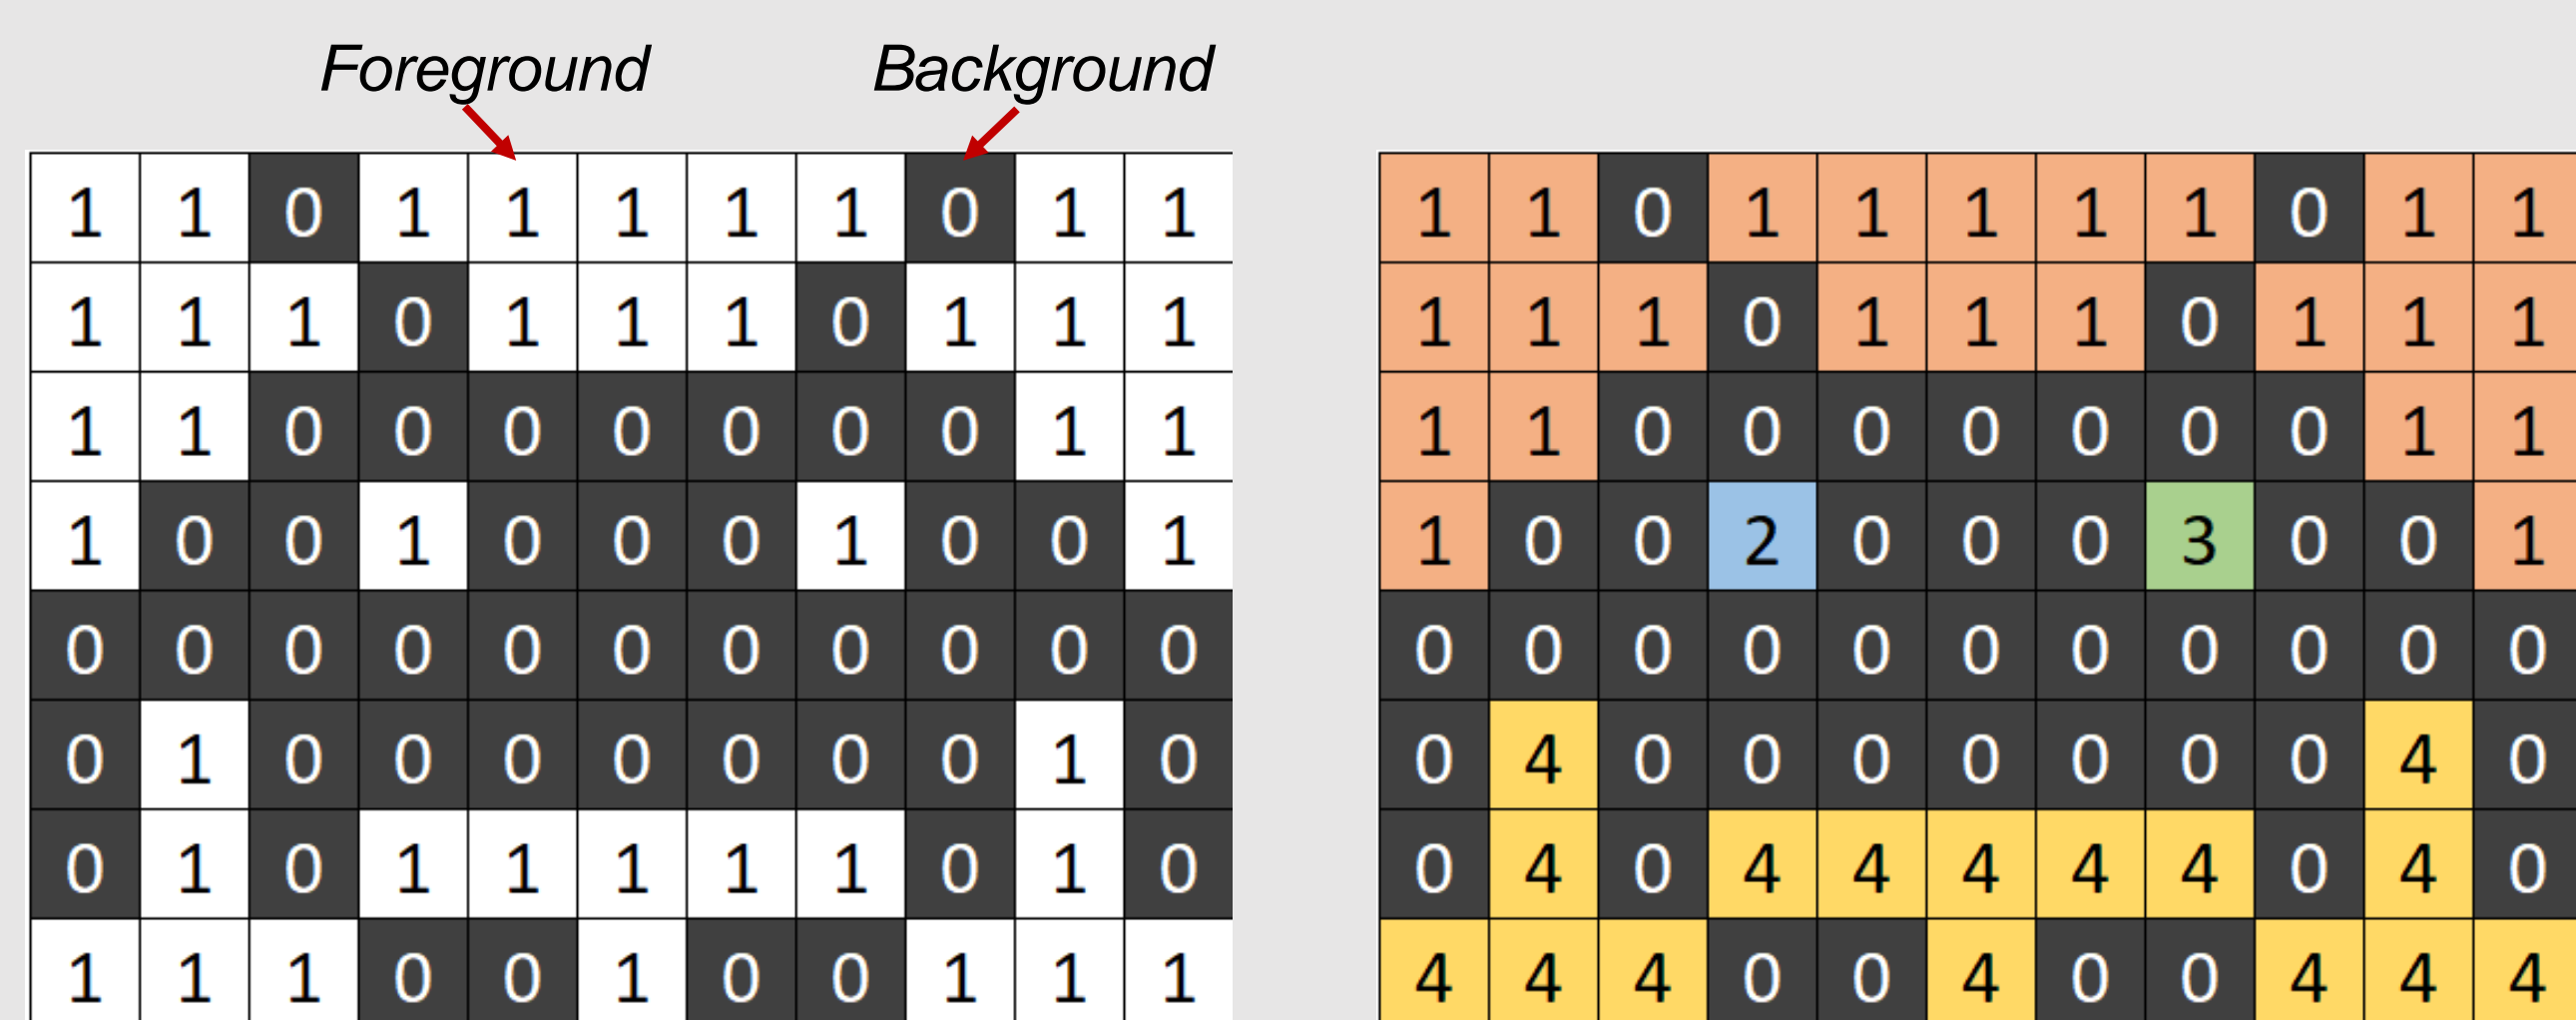 Foreground Background
1 1 0 1 1 1 1 1 0 1 1 1 1 0 1 1 1 1 1 0 1 1
1 1 1 0 1 1 1 0 1 1 1 1 1 1 0 1 1 1 0 1 1 1
1 1 0 0 0 0 0 0 0 1 1 1 1 0 0 0 0 0 0 0 1 1
1 0 0 1 0 0 0 1 0 0 1 1 0 0 2 0 0 0 3 0 0 1
0 0 0 0 0 0 0 0 0 0 0 0 0 0 0 0 0 0 0 0 0 0
0 1 0 0 0 0 0 0 0 1 0 0 4 0 0 0 0 0 0 0 4 0
0 1 0 1 1 1 1 1 0 1 0 0 4 0 4 4 4 4 4 0 4 0
1 1 1 0 0 1 0 0 1 1 1 4 4 4 0 0 4 0 0 4 4 4